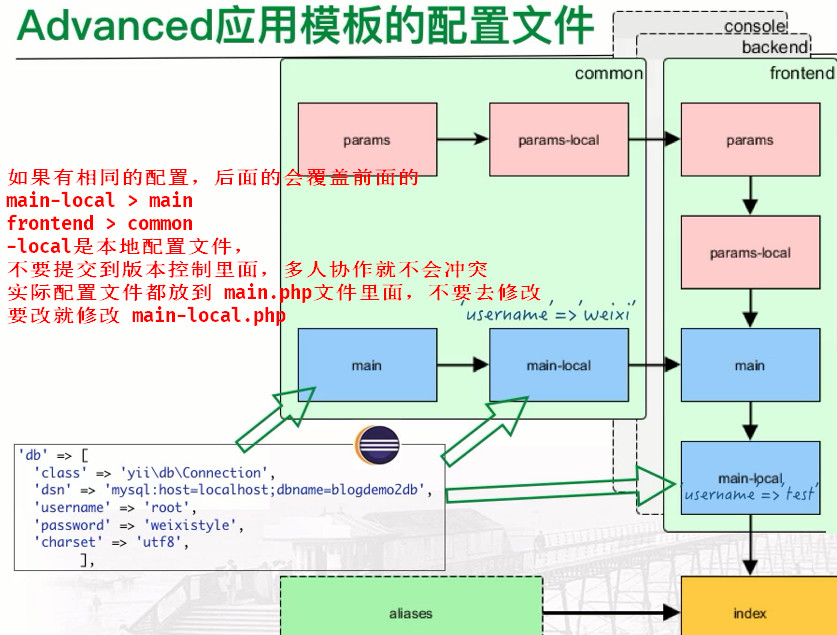 Advanced应用模板的配置文件
console
backend
common
frontend
params
params-local
params
如果有相同的配置，后面的会覆盖前面的
main-local > main
frontend > common
-local是本地配置文件，
不要提交到版本控制里面，多人协作就不会冲突
实际配置文件都放到 main.php文件里面，不要去修改
要改就修改 main-local.php
params-local
'username => 'weixi'
main
main-local
main
'db' => [
'class' => 'yii\db\Connection',
'dsn' => 'mysql:host=localhost;dbname=blogdemo2db',
'username' => 'root',
'password' => 'weixistyle',
'charset' => 'utf8',
],
main-local
'username => 'test'
aliases
index